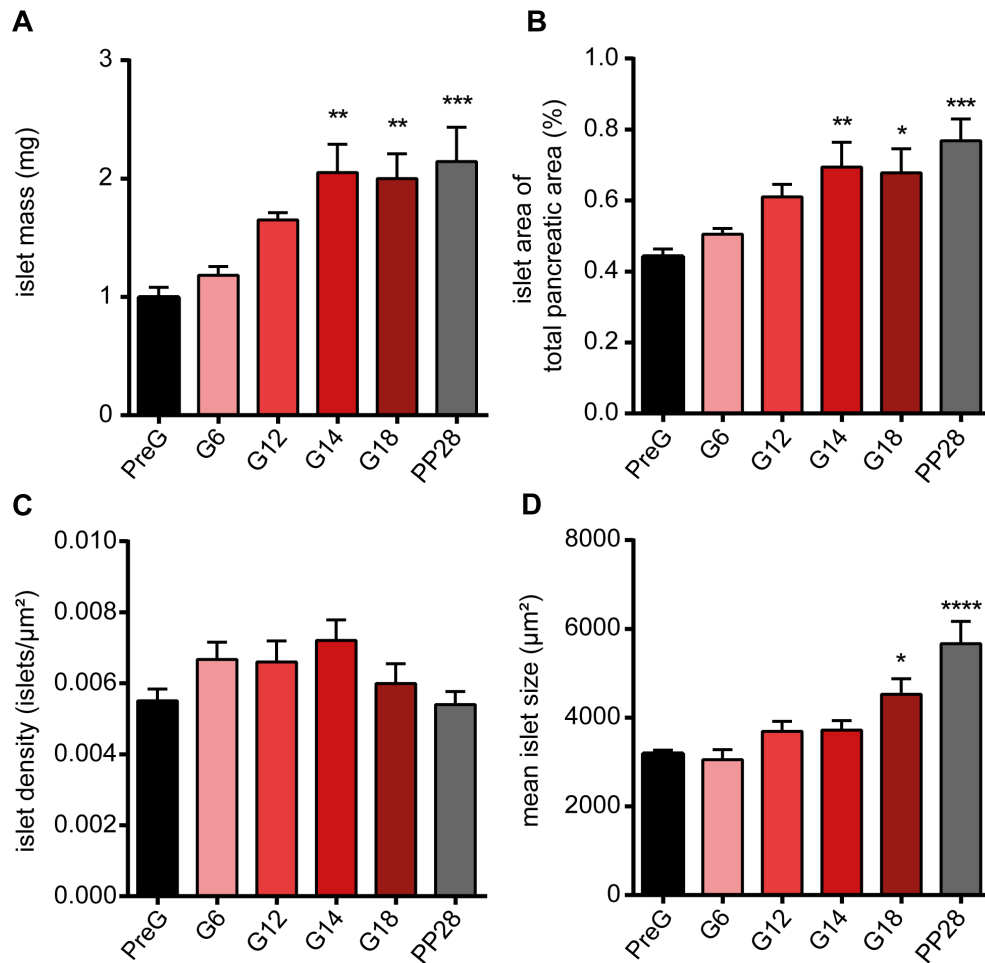 A
islet mass (mg)
3
2
1
0
** ** ***
PreG G6 G12 G14 G18 PP28
B
islet area of
total pancreatic area (%)
1.0
0.8
0.6
0.4
0.2
0.0
** * ***
PreG G6 G12 G14 G18 PP28
C
islet density (islets/µm²)
0.010
0.008
0.006
0.004
0.002
0.000
PreG G6 G12 G14 G18 PP28
D
mean islet size (µm²)
8000
6000
4000
2000
0
* ****
PreG G6 G12 G14 G18 PP28